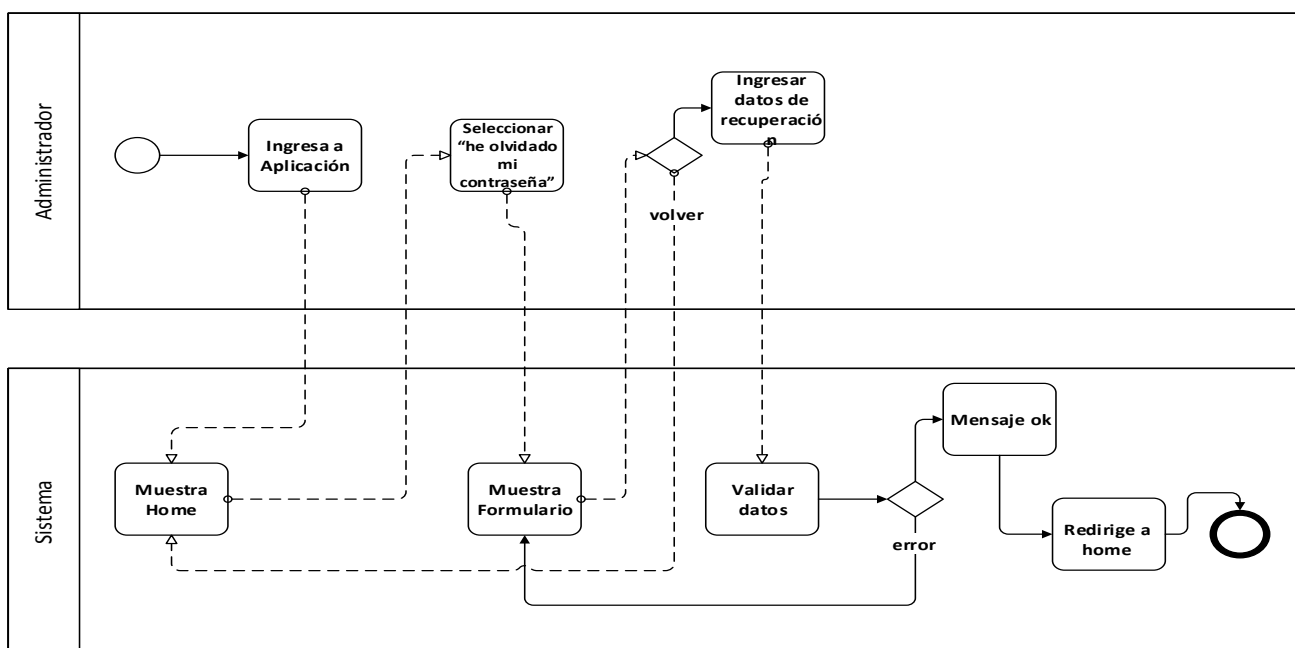 Administrador
Ingresa a
Aplicación
Seleccionar
“he olvidado
mi
contraseña”
volver
Ingresar
datos de
recuperació
n
Sistema
Muestra
Home
Muestra
Formulario
Validar
datos
error
Mensaje ok
Redirige a
home